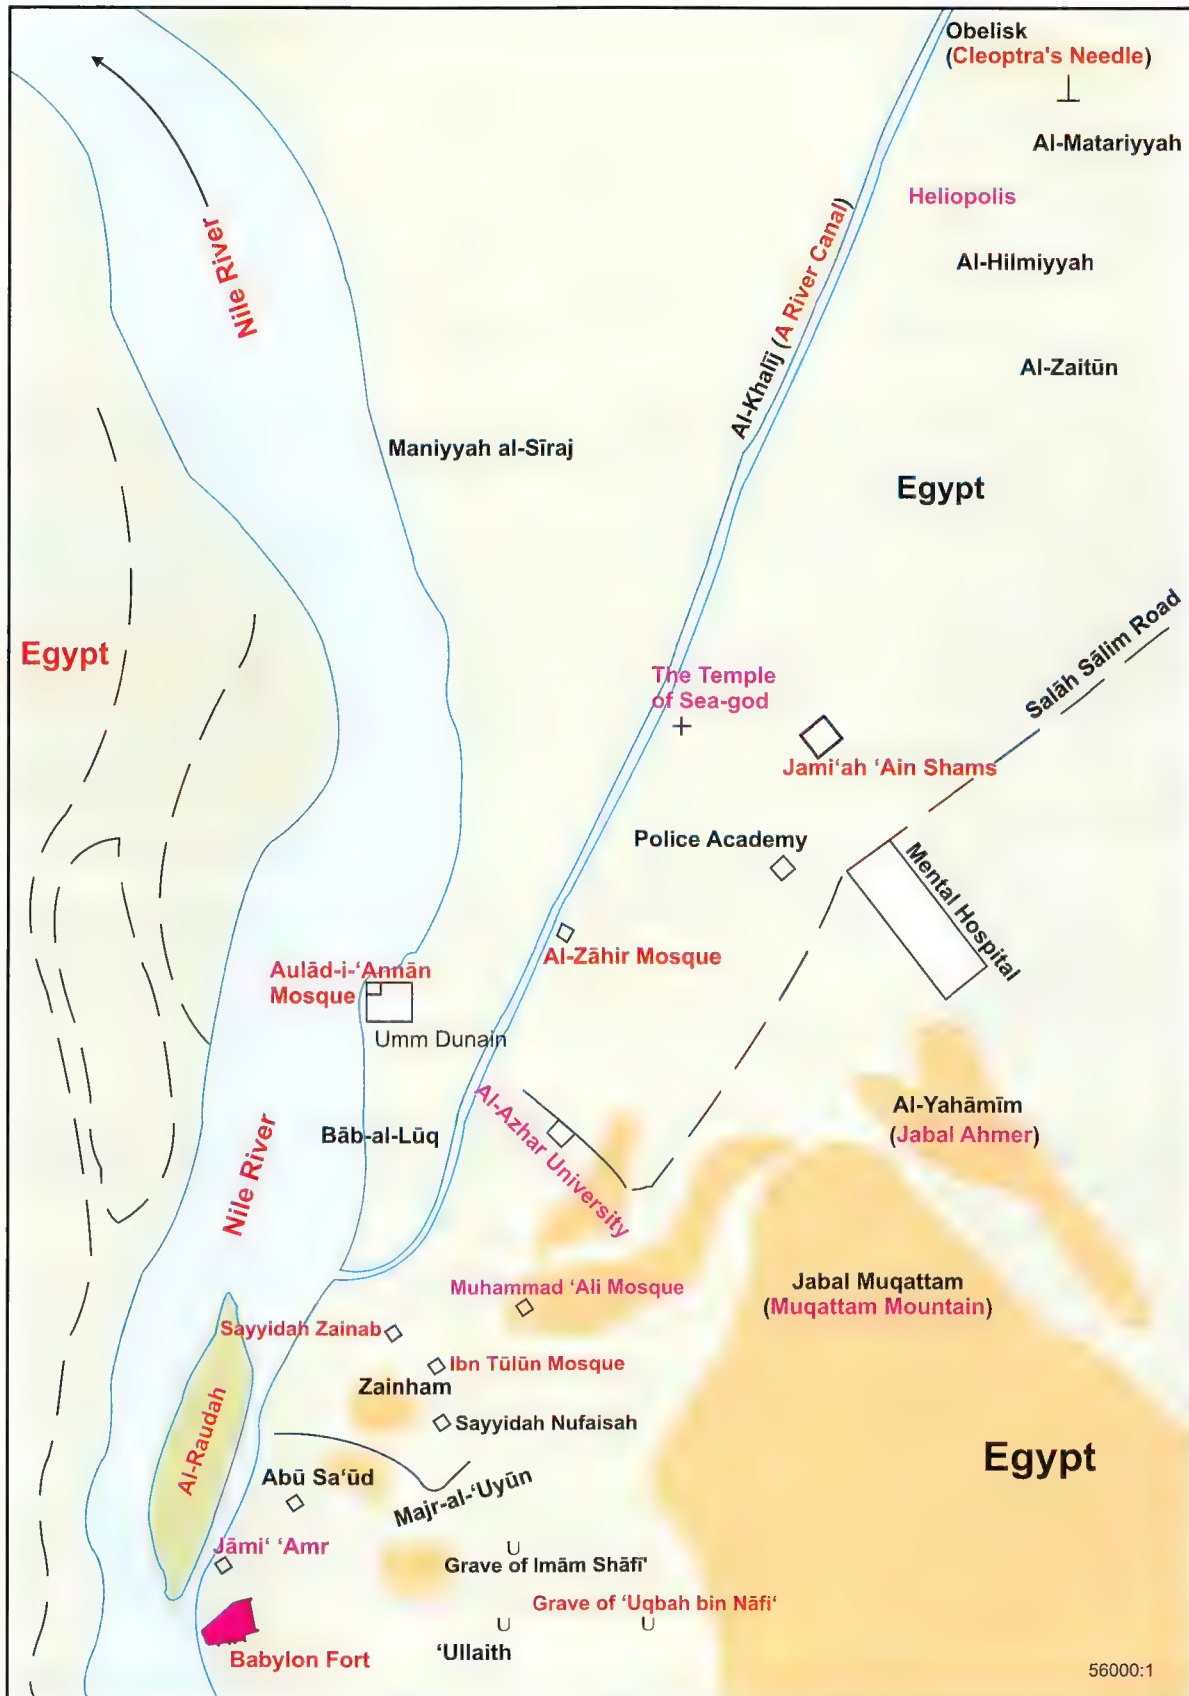 Obelisk
(Cleoptra's Needle)
Al-Matariyyah
Heliopolis
Nile River
Al-Khalīj (A River Canal)
Al-Hilmiyyah
Al-Zaitūn
Maniyyah al-Sīraj
Egypt
Egypt
Salāh Sālim Road
The Temple
of Sea-god
Jami‘ah ‘Ain Shams
Police Academy
Mental Hospital
Al-Zāhir Mosque
Aulād-i-‘Annān
Mosque
Umm Dunain
Al-Yahāmīm
(Jabal Ahmer)
Bāb-al-Lūq
Al-Azhar University
Nile River
Muhammad ‘Ali Mosque
Jabal Muqattam
(Muqattam Mountain)
Sayyidah Zainab
Ibn Tūlūn Mosque
Zainham
Sayyidah Nufaisah
Al-Raudah
Abū Sa‘ūd
Majr-al-‘Uyūn
Egypt
Jāmi‘ ‘Amr
Grave of Imām Shāfi'
Grave of ‘Uqbah bin Nāfi‘
‘Ullaith
Babylon Fort
56000:1